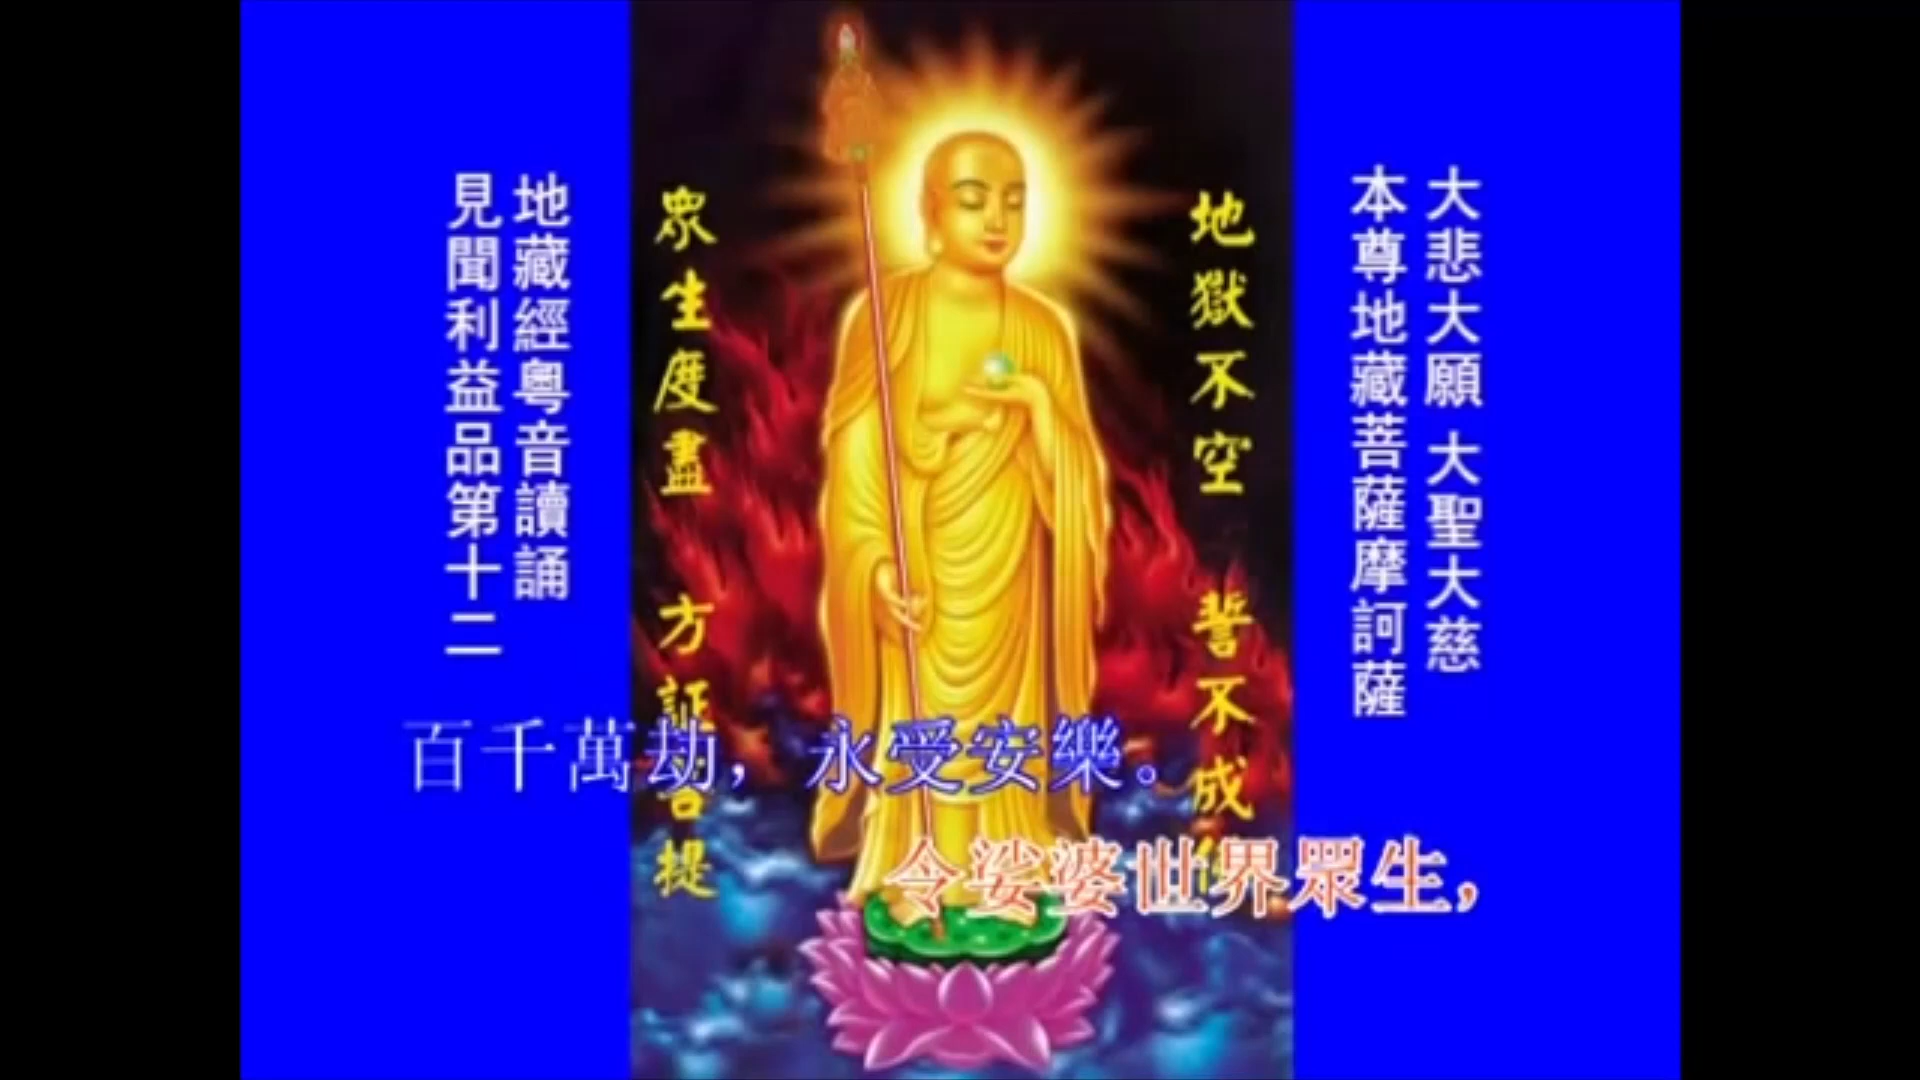 大悲大願 大聖大慈
本尊地藏菩薩摩訶薩
地獄不空 誓不成
眾生度盡 方証菩提
地藏經粵音讀誦
見聞利益品第十二
百千萬劫，永受安樂。
令娑婆世界眾生，